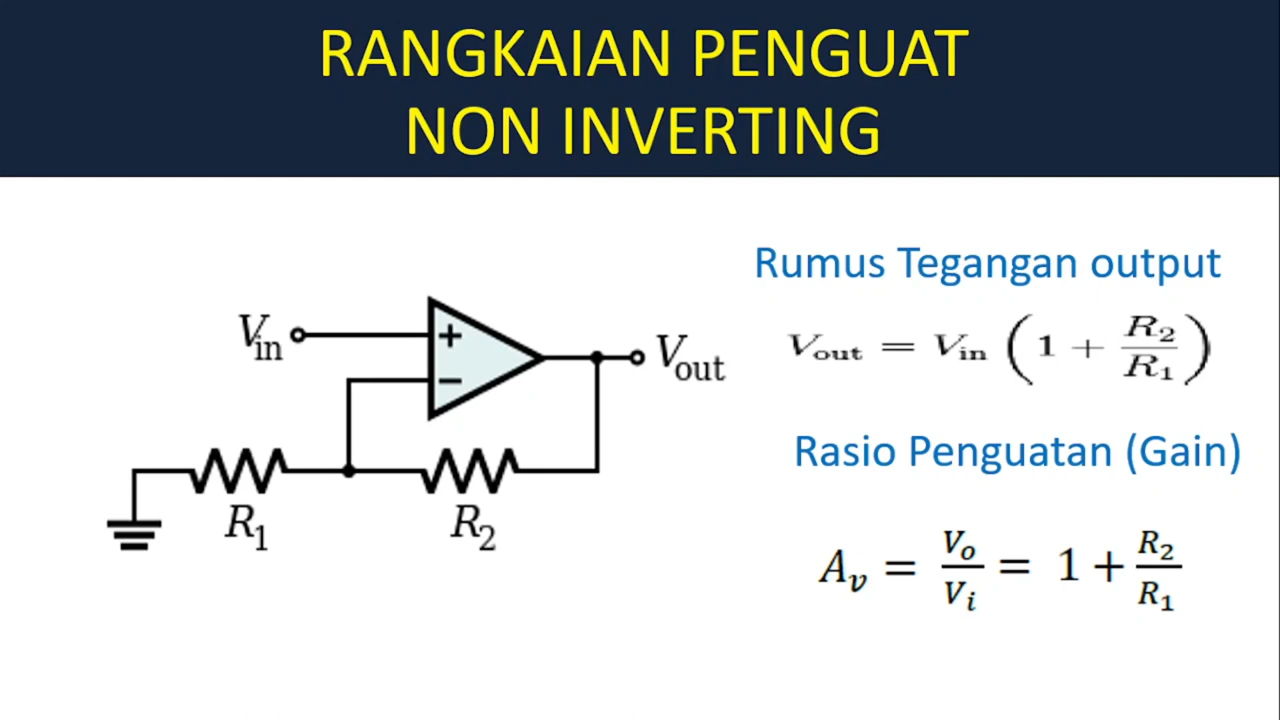 RANGKAIAN PENGUAT
NON INVERTING
Rumus Tegangan output
V_out = V_in (1 + R_2/R_1)
Rasio Penguatan (Gain)
A_v = V_o/V_i = 1 + R_2/R_1
V_in
+
−
V_out
R_1
R_2